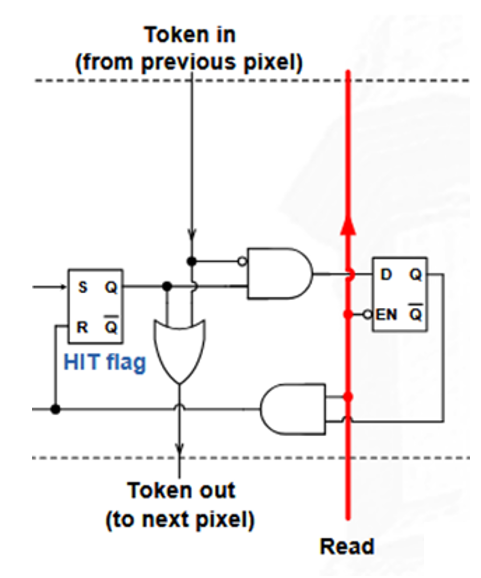 Token in
(from previous pixel)
S Q
R Q̅
HIT flag
D Q
EN Q̅
Token out
(to next pixel)
Read